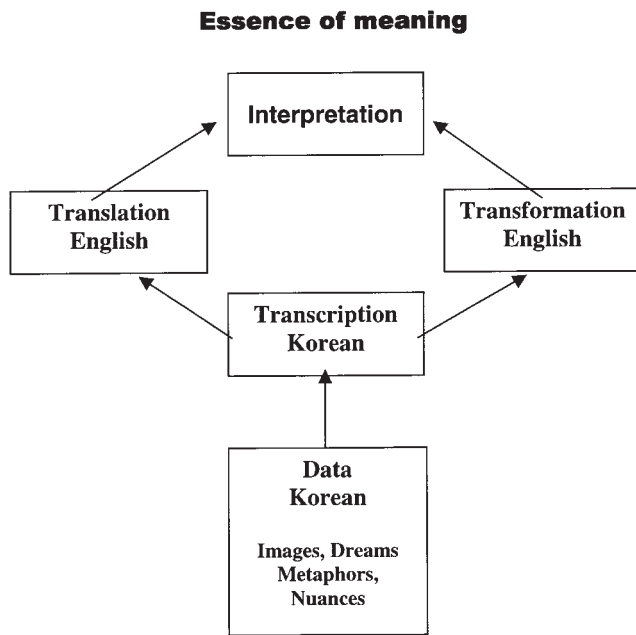 Essence of meaning
Interpretation
Translation
English
Transformation
English
Transcription
Korean
Data
Korean
Images, Dreams
Metaphors,
Nuances